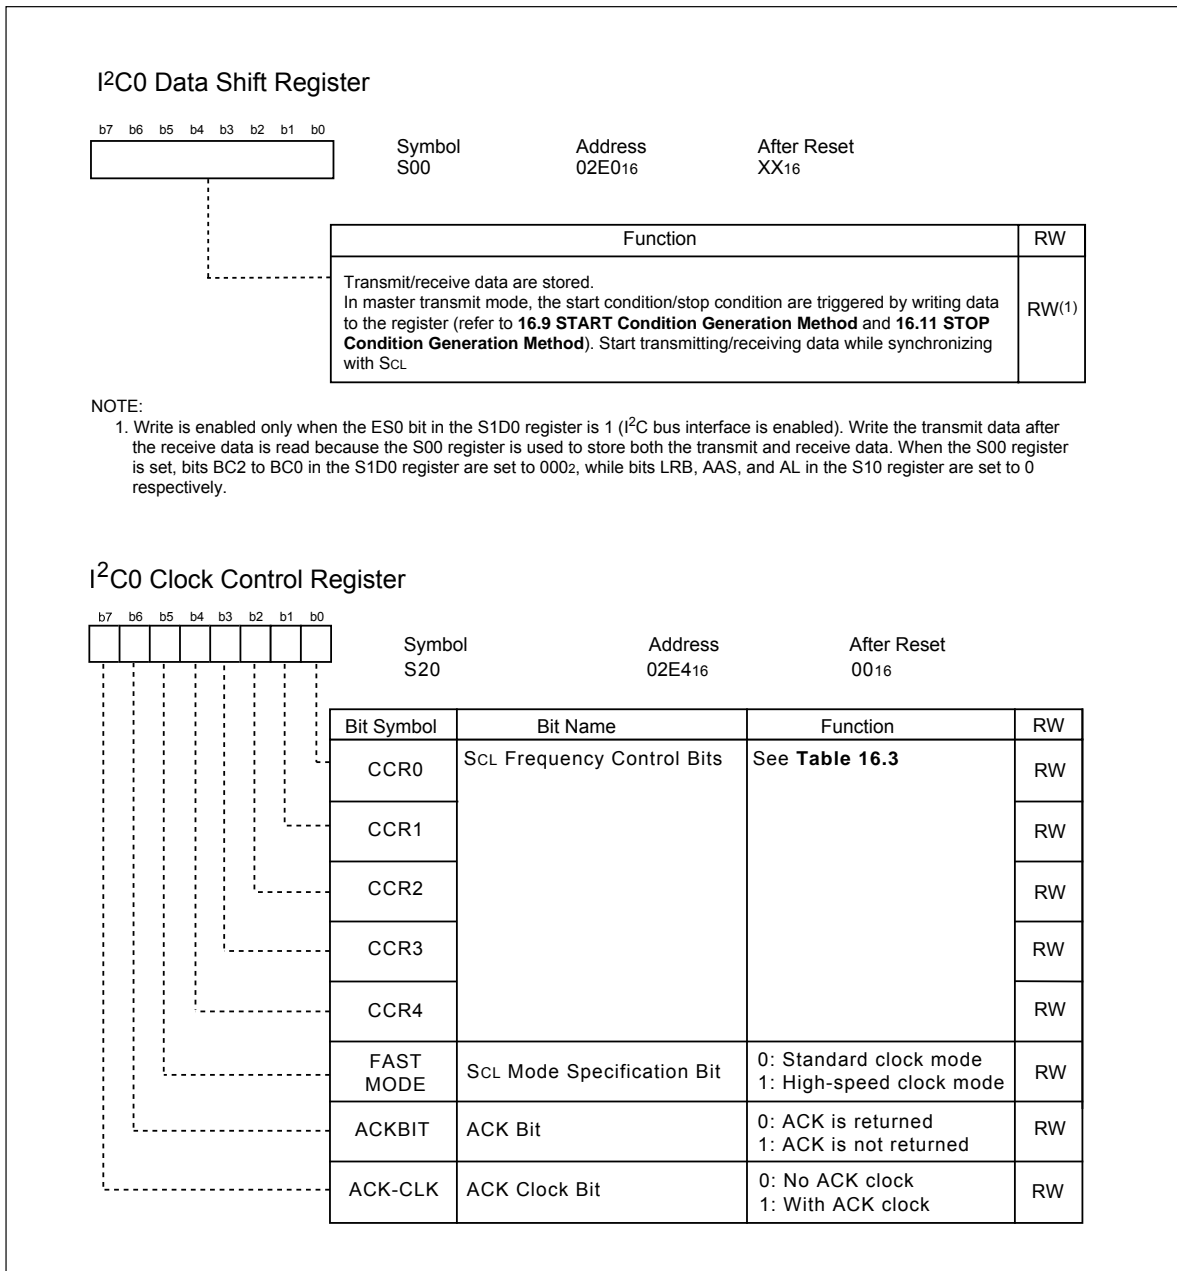 I²C0 Data Shift Register
b7 b6 b5 b4 b3 b2 b1 b0
Symbol Address After Reset
S00 02E016 XX16
Function RW
Transmit/receive data are stored.
In master transmit mode, the start condition/stop condition are triggered by writing data
to the register (refer to 16.9 START Condition Generation Method and 16.11 STOP
Condition Generation Method). Start transmitting/receiving data while synchronizing
with SCL
RW(1)
NOTE:
1. Write is enabled only when the ES0 bit in the S1D0 register is 1 (I²C bus interface is enabled). Write the transmit data after
the receive data is read because the S00 register is used to store both the transmit and receive data. When the S00 register
is set, bits BC2 to BC0 in the S1D0 register are set to 0002, while bits LRB, AAS, and AL in the S10 register are set to 0
respectively.
I²C0 Clock Control Register
b7 b6 b5 b4 b3 b2 b1 b0
Symbol Address After Reset
S20 02E416 0016
Bit Symbol Bit Name Function RW
CCR0 SCL Frequency Control Bits See Table 16.3 RW
CCR1 RW
CCR2 RW
CCR3 RW
CCR4 RW
FAST
MODE
SCL Mode Specification Bit
0: Standard clock mode
1: High-speed clock mode
RW
ACKBIT ACK Bit
0: ACK is returned
1: ACK is not returned
RW
ACK-CLK ACK Clock Bit
0: No ACK clock
1: With ACK clock
RW